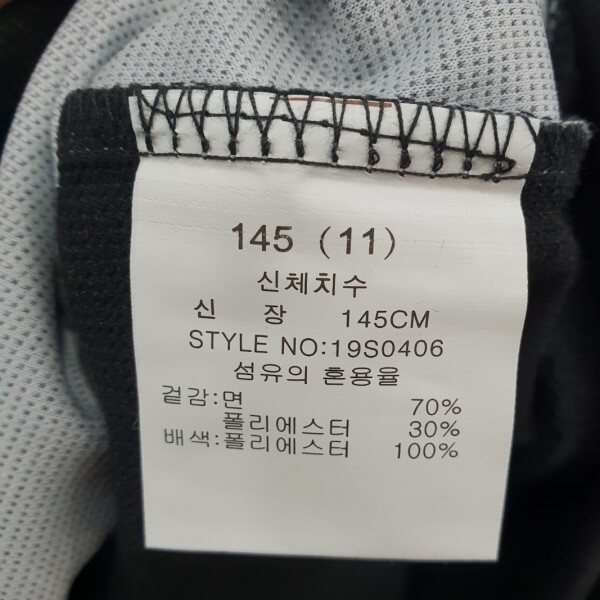 145 (11)
신체치수
신 장 145CM
STYLE NO:19S0406
섬유의 혼용율
겉감:면 70%
폴리에스터 30%
배색:폴리에스터 100%